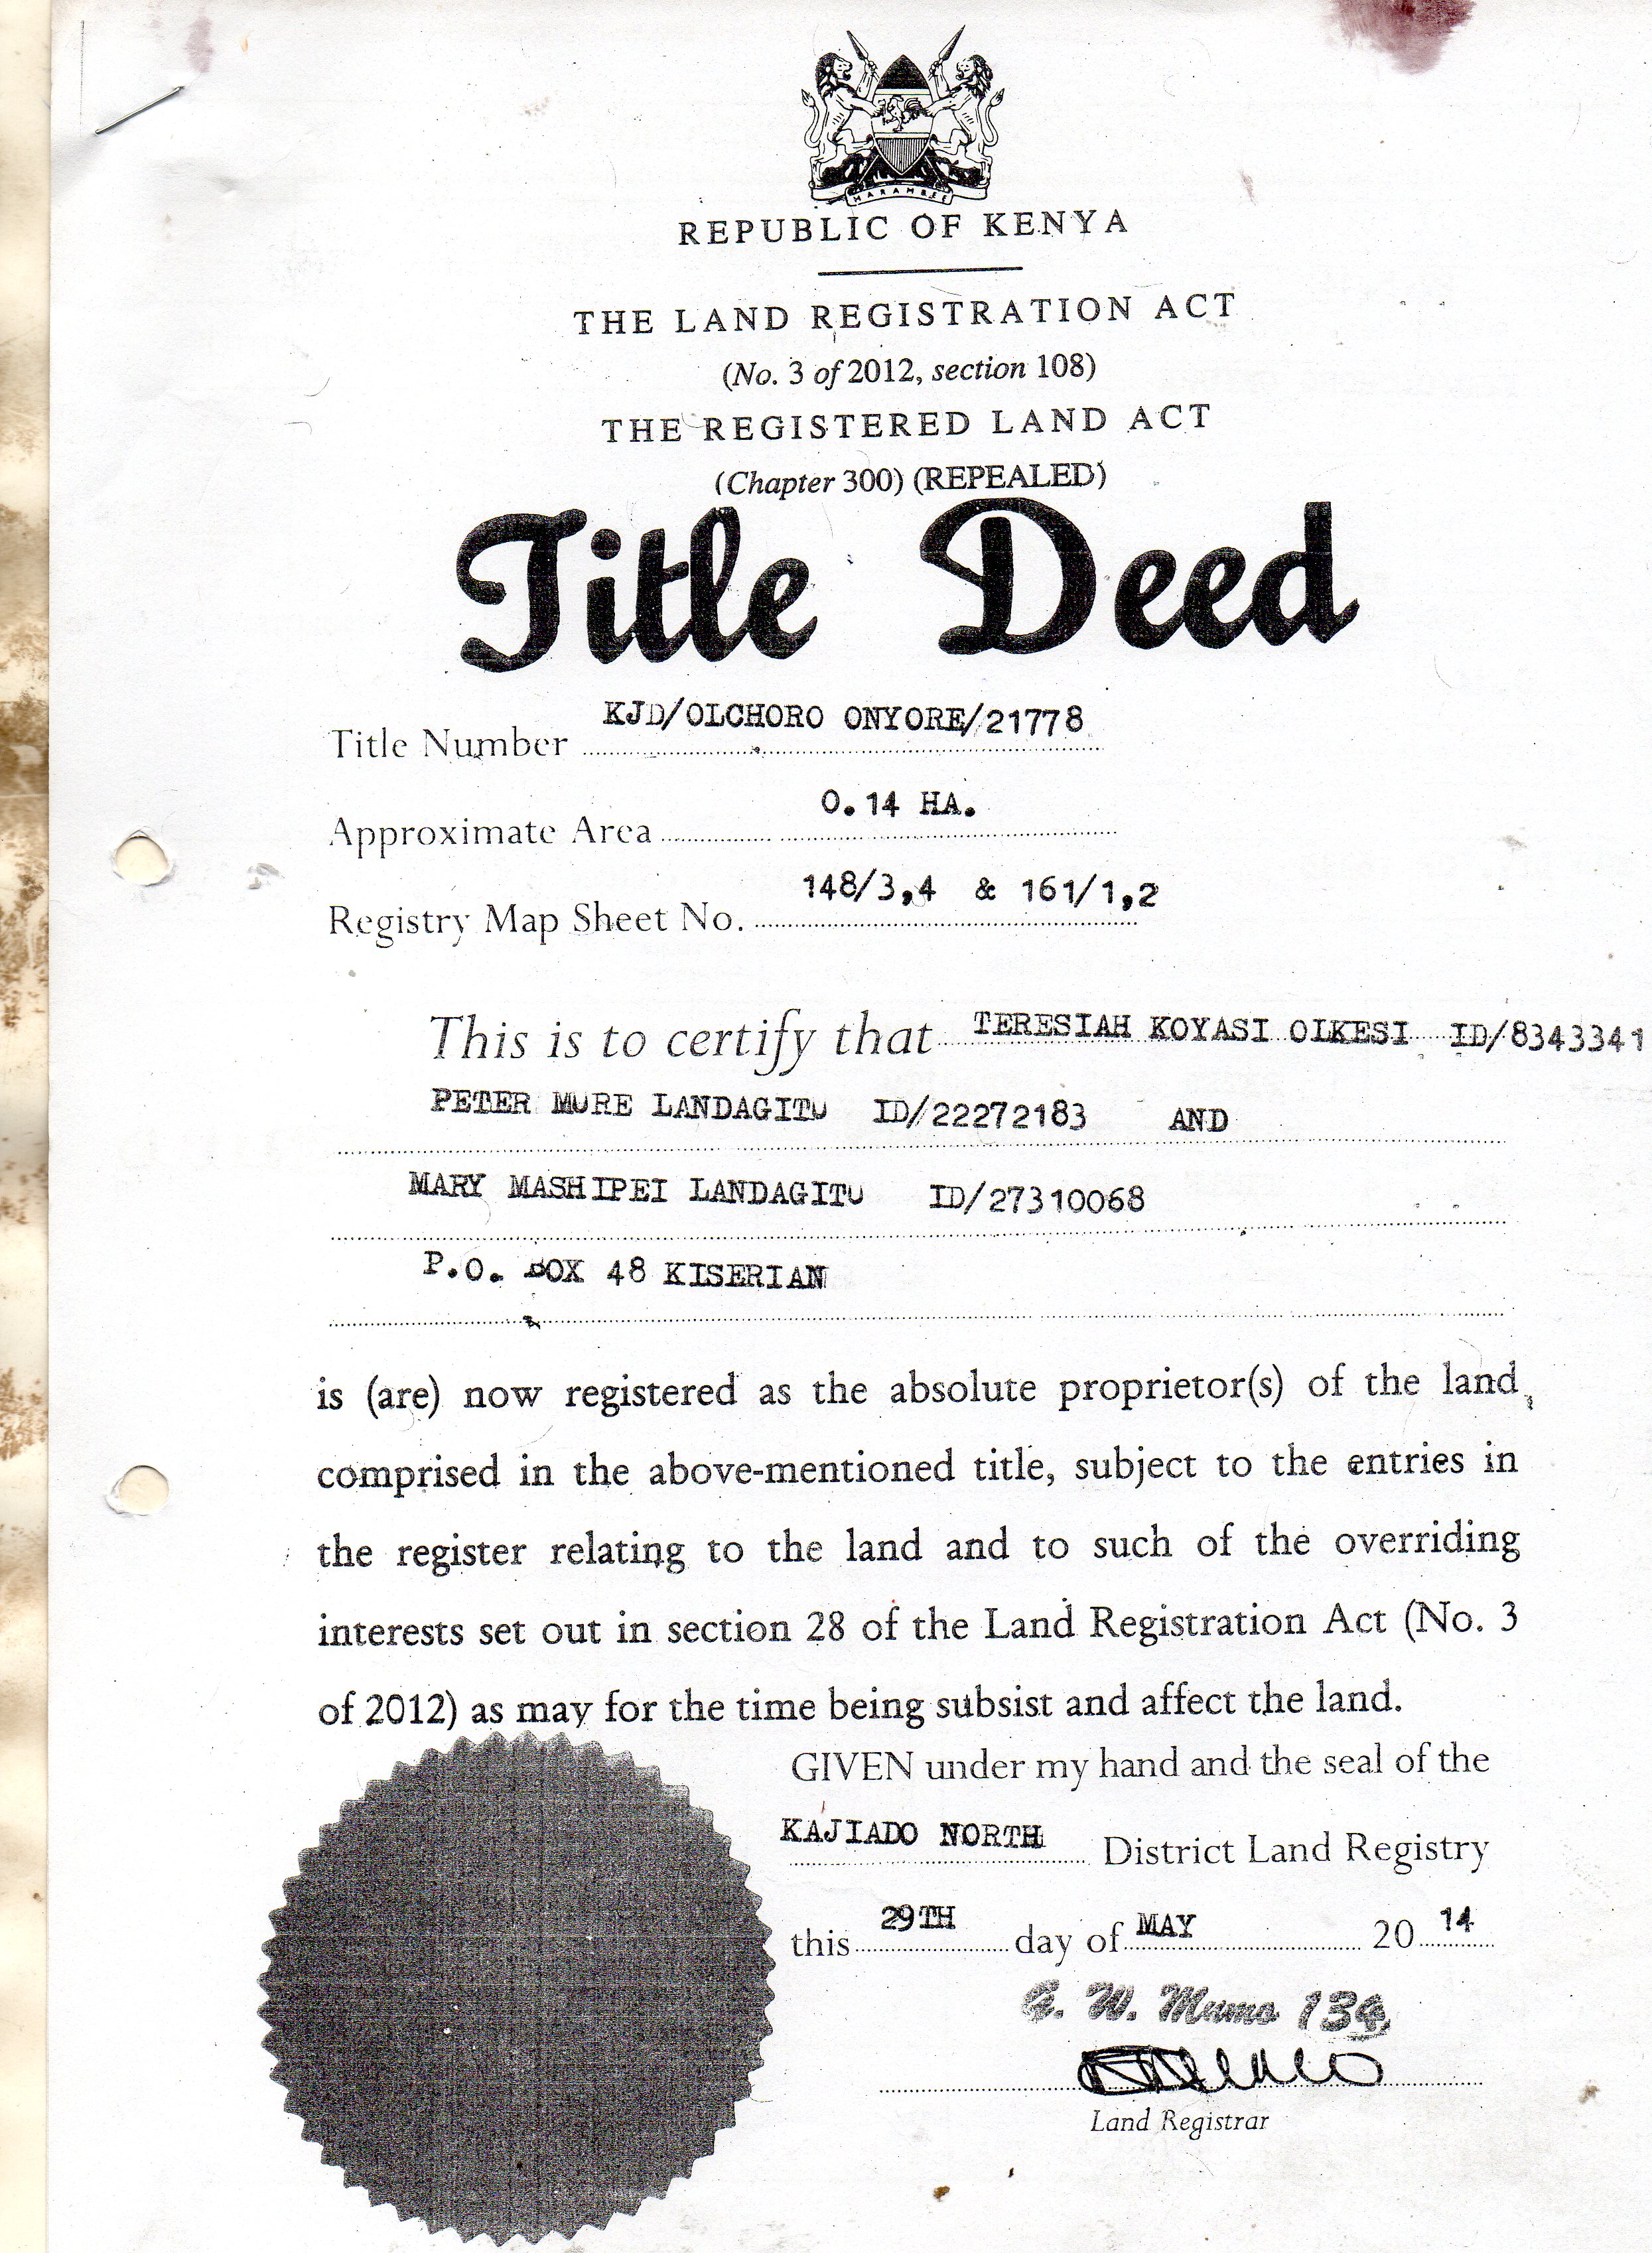 HARAMBEE
REPUBLIC OF KENYA
THE LAND REGISTRATION ACT
(No. 3 of 2012, section 108)
THE REGISTERED LAND ACT
(Chapter 300) (REPEALED)
Title Deed
Title Number KJD/OLCHORO ONYORE/21778
Approximate Area 0.14 HA.
Registry Map Sheet No. 148/3,4 & 161/1,2
This is to certify that TERESIAH KOYASI OLKESI ID/8343341
PETER MURE LANDAGITU ID/22272183 AND
MARY MASHIPEI LANDAGITU ID/27310068
P.O. BOX 48 KISERIAN
is (are) now registered as the absolute proprietor(s) of the land
comprised in the above-mentioned title, subject to the entries in
the register relating to the land and to such of the overriding
interests set out in section 28 of the Land Registration Act (No. 3
of 2012) as may for the time being subsist and affect the land.
GIVEN under my hand and the seal of the
KAJIADO NORTH District Land Registry
this 29TH day of MAY 20 14
G. W. Mumo 134
Land Registrar